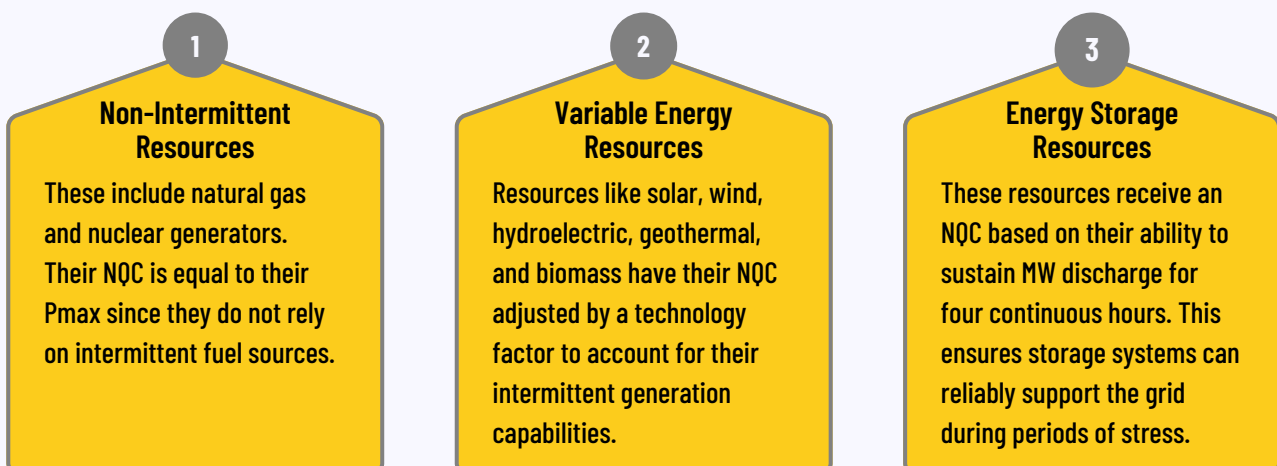 1
Non-Intermittent
Resources
These include natural gas
and nuclear generators.
Their NQC is equal to their
Pmax since they do not rely
on intermittent fuel sources.
2
Variable Energy
Resources
Resources like solar, wind,
hydroelectric, geothermal,
and biomass have their NQC
adjusted by a technology
factor to account for their
intermittent generation
capabilities.
3
Energy Storage
Resources
These resources receive an
NQC based on their ability to
sustain MW discharge for
four continuous hours. This
ensures storage systems can
reliably support the grid
during periods of stress.